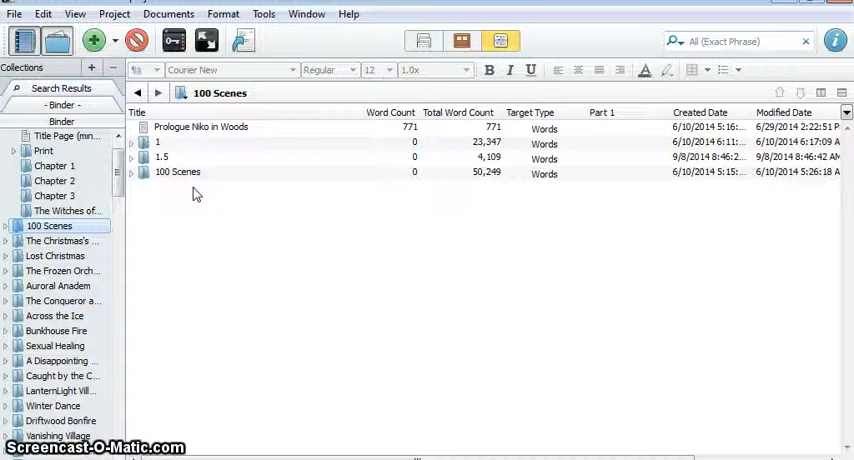 File Edit View Project Documents Format Tools Window Help
All (Exact Phrase)
Collections
Courier New Regular 12 1.0x B I U A
Search Results
- Binder -
Binder
Title Page (mn...
Print
Chapter 1
Chapter 2
Chapter 3
The Witches of...
100 Scenes
The Christmas's ...
Lost Christmas
The Frozen Orch...
Auroral Anadem
The Conqueror a...
Across the Ice
Bunkhouse Fire
Sexual Healing
A Disappointing ...
Caught by the C...
LanternLight Vill...
Winter Dance
Driftwood Bonfire
Vanishing Village
100 Scenes
Title Word Count Total Word Count Target Type Part 1 Created Date Modified Date
Prologue Niko in Woods 771 771 Words 6/10/2014 5:16:... 6/29/2014 2:22:51 P
1 0 23,347 Words 6/10/2014 6:11:... 6/10/2014 6:17:09 A
1.5 0 4,109 Words 9/8/2014 8:46:2... 9/8/2014 8:46:42 AM
100 Scenes 0 50,249 Words 6/10/2014 5:15:... 6/10/2014 5:26:18 A
Screencast-O-Matic.com